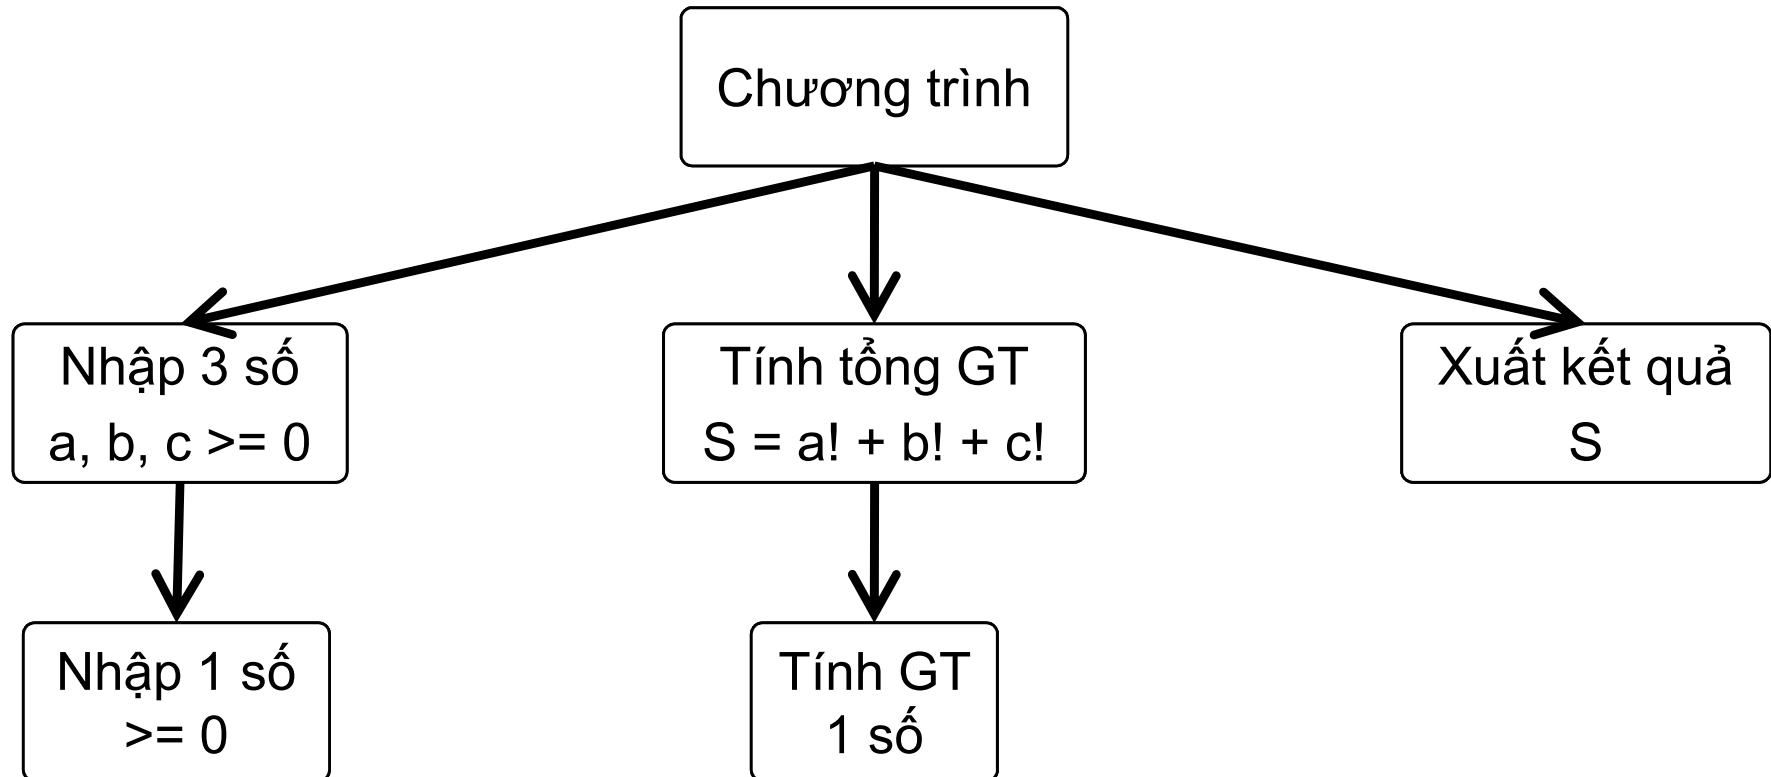 Chương trình
Nhập 3 số
a, b, c >= 0
Tính tổng GT
S = a! + b! + c!
Xuất kết quả
S
Nhập 1 số
>= 0
Tính GT
1 số